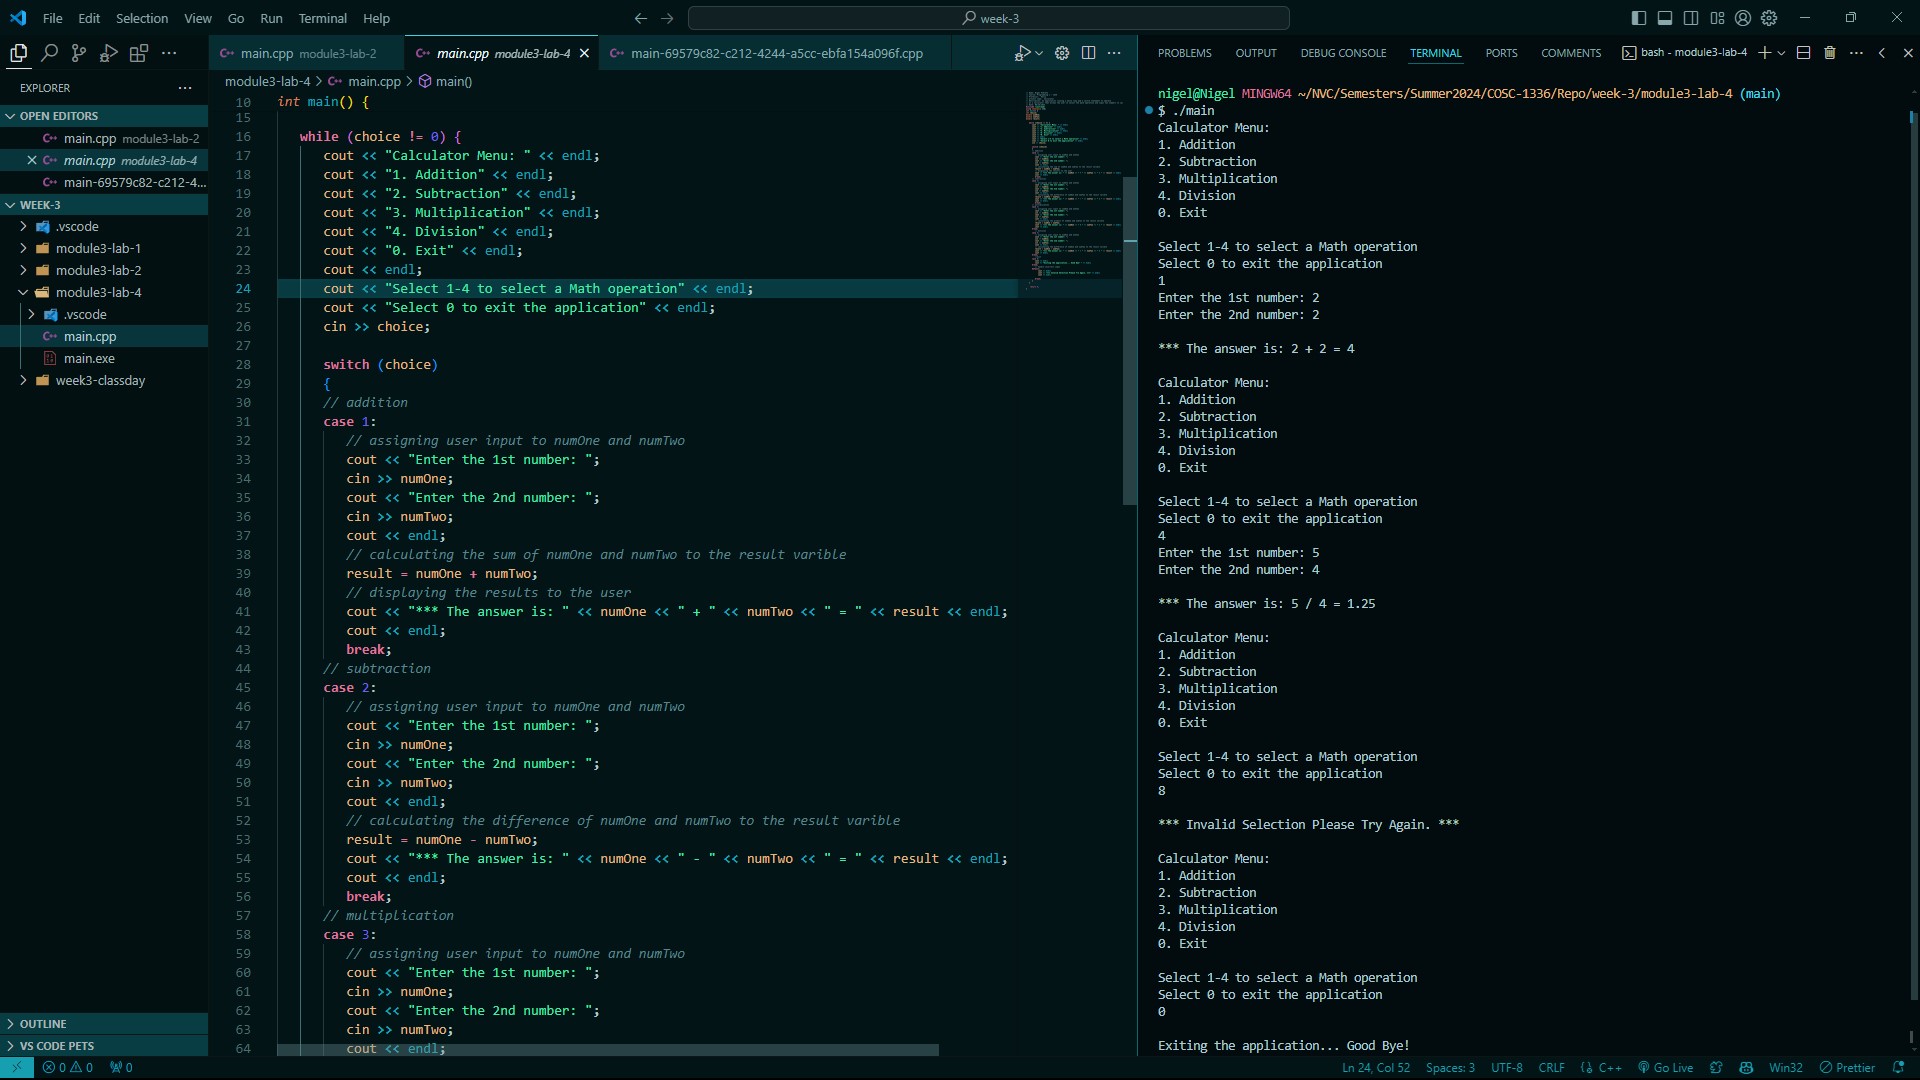 File Edit Selection View Go Run Terminal Help
week-3
main.cpp module3-lab-2
main.cpp module3-lab-4
main-69579c82-c212-4244-a5cc-ebfa154a096f.cpp
PROBLEMS OUTPUT DEBUG CONSOLE TERMINAL PORTS COMMENTS bash - module3-lab-4
EXPLORER
OPEN EDITORS
main.cpp module3-lab-2
main.cpp module3-lab-4
main-69579c82-c212-4...
WEEK-3
.vscode
module3-lab-1
module3-lab-2
module3-lab-4
.vscode
main.cpp
main.exe
week3-classday
OUTLINE
VS CODE PETS
module3-lab-4 > main.cpp > main()
10 int main() {
15
16 while (choice != 0) {
17 cout << "Calculator Menu: " << endl;
18 cout << "1. Addition" << endl;
19 cout << "2. Subtraction" << endl;
20 cout << "3. Multiplication" << endl;
21 cout << "4. Division" << endl;
22 cout << "0. Exit" << endl;
23 cout << endl;
24 cout << "Select 1-4 to select a Math operation" << endl;
25 cout << "Select 0 to exit the application" << endl;
26 cin >> choice;
27
28 switch (choice)
29 {
30 // addition
31 case 1:
32 // assigning user input to numOne and numTwo
33 cout << "Enter the 1st number: ";
34 cin >> numOne;
35 cout << "Enter the 2nd number: ";
36 cin >> numTwo;
37 cout << endl;
38 // calculating the sum of numOne and numTwo to the result varible
39 result = numOne + numTwo;
40 // displaying the results to the user
41 cout << "*** The answer is: " << numOne << " + " << numTwo << " = " << result << endl;
42 cout << endl;
43 break;
44 // subtraction
45 case 2:
46 // assigning user input to numOne and numTwo
47 cout << "Enter the 1st number: ";
48 cin >> numOne;
49 cout << "Enter the 2nd number: ";
50 cin >> numTwo;
51 cout << endl;
52 // calculating the difference of numOne and numTwo to the result varible
53 result = numOne - numTwo;
54 cout << "*** The answer is: " << numOne << " - " << numTwo << " = " << result << endl;
55 cout << endl;
56 break;
57 // multiplication
58 case 3:
59 // assigning user input to numOne and numTwo
60 cout << "Enter the 1st number: ";
61 cin >> numOne;
62 cout << "Enter the 2nd number: ";
63 cin >> numTwo;
64 cout << endl;
nigel@Nigel MINGW64 ~/NVC/Semesters/Summer2024/COSC-1336/Repo/week-3/module3-lab-4 (main)
$ ./main
Calculator Menu:
1. Addition
2. Subtraction
3. Multiplication
4. Division
0. Exit

Select 1-4 to select a Math operation
Select 0 to exit the application
1
Enter the 1st number: 2
Enter the 2nd number: 2

*** The answer is: 2 + 2 = 4

Calculator Menu:
1. Addition
2. Subtraction
3. Multiplication
4. Division
0. Exit

Select 1-4 to select a Math operation
Select 0 to exit the application
4
Enter the 1st number: 5
Enter the 2nd number: 4

*** The answer is: 5 / 4 = 1.25

Calculator Menu:
1. Addition
2. Subtraction
3. Multiplication
4. Division
0. Exit

Select 1-4 to select a Math operation
Select 0 to exit the application
8

*** Invalid Selection Please Try Again. ***

Calculator Menu:
1. Addition
2. Subtraction
3. Multiplication
4. Division
0. Exit

Select 1-4 to select a Math operation
Select 0 to exit the application
0

Exiting the application... Good Bye!
0 0 0 Ln 24, Col 52 Spaces: 3 UTF-8 CRLF {} C++ Go Live Win32 Prettier